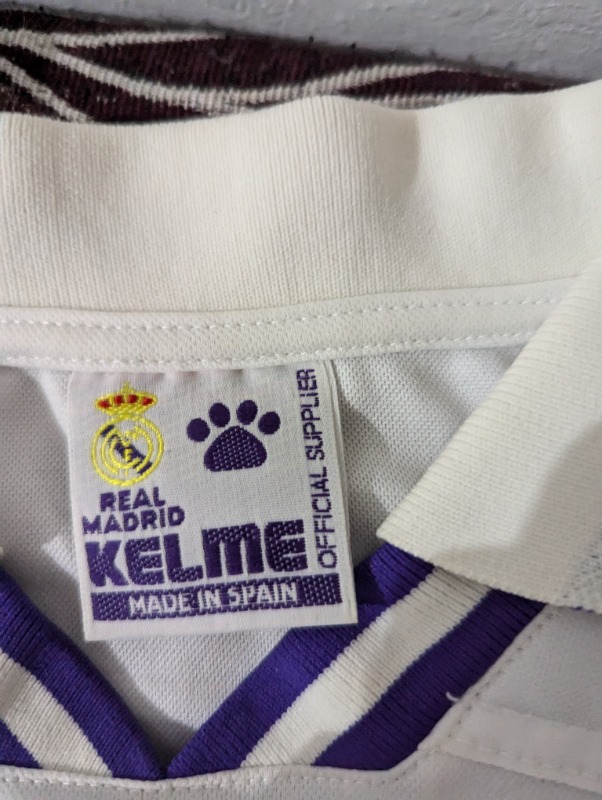 REAL
MADRID
KELME
MADE IN SPAIN
OFFICIAL SUPPLIER